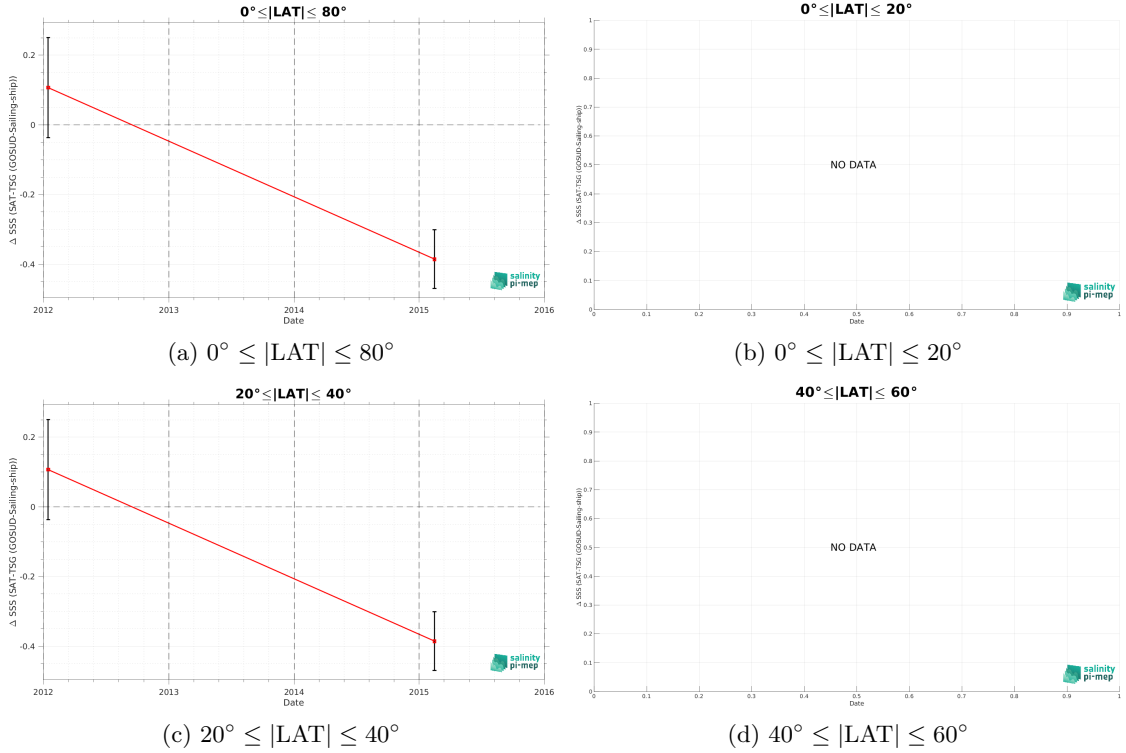 0°≤|LAT|≤ 80°
Δ SSS (SAT-TSG (GOSUD-Sailing-ship))
0.2
0
-0.2
-0.4
2012 2013 2014 2015 2016
Date
salinity
pi-mep
(a) 0° ≤ |LAT| ≤ 80°
0°≤|LAT|≤ 20°
Δ SSS (SAT-TSG (GOSUD-Sailing-ship))
1
0.9
0.8
0.7
0.6
0.5
0.4
0.3
0.2
0.1
0
NO DATA
0 0.1 0.2 0.3 0.4 0.5 0.6 0.7 0.8 0.9 1
Date
salinity
pi-mep
(b) 0° ≤ |LAT| ≤ 20°
20°≤|LAT|≤ 40°
Δ SSS (SAT-TSG (GOSUD-Sailing-ship))
0.2
0
-0.2
-0.4
2012 2013 2014 2015 2016
Date
salinity
pi-mep
(c) 20° ≤ |LAT| ≤ 40°
40°≤|LAT|≤ 60°
Δ SSS (SAT-TSG (GOSUD-Sailing-ship))
1
0.9
0.8
0.7
0.6
0.5
0.4
0.3
0.2
0.1
0
NO DATA
0 0.1 0.2 0.3 0.4 0.5 0.6 0.7 0.8 0.9 1
Date
salinity
pi-mep
(d) 40° ≤ |LAT| ≤ 60°